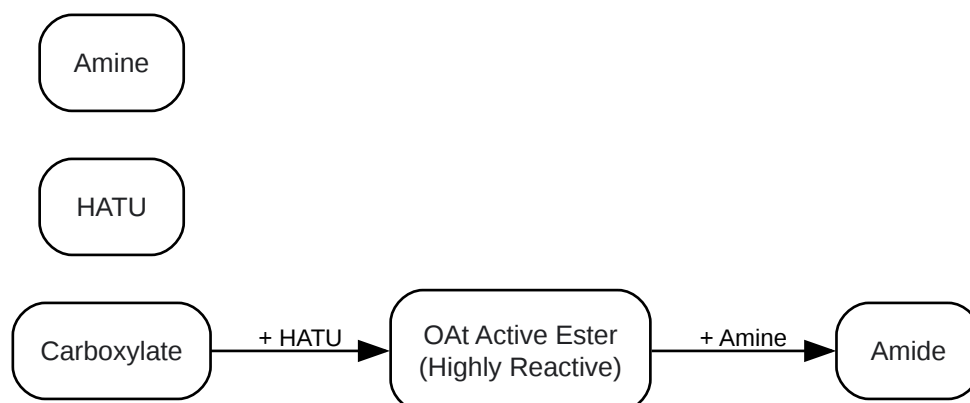 Amine
HATU
Carboxylate
+ HATU
OAt Active Ester
(Highly Reactive)
+ Amine
Amide